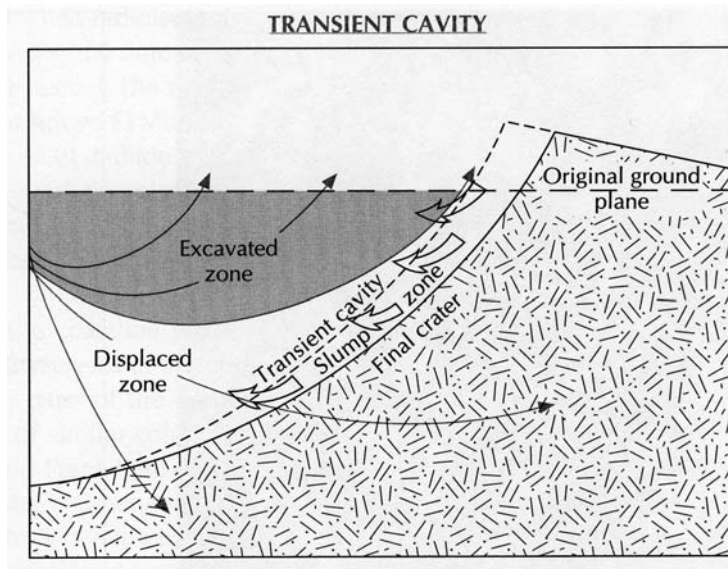 TRANSIENT CAVITY
Original ground
plane
Excavated
zone
Displaced
zone
Transient cavity
Slump zone
Final crater